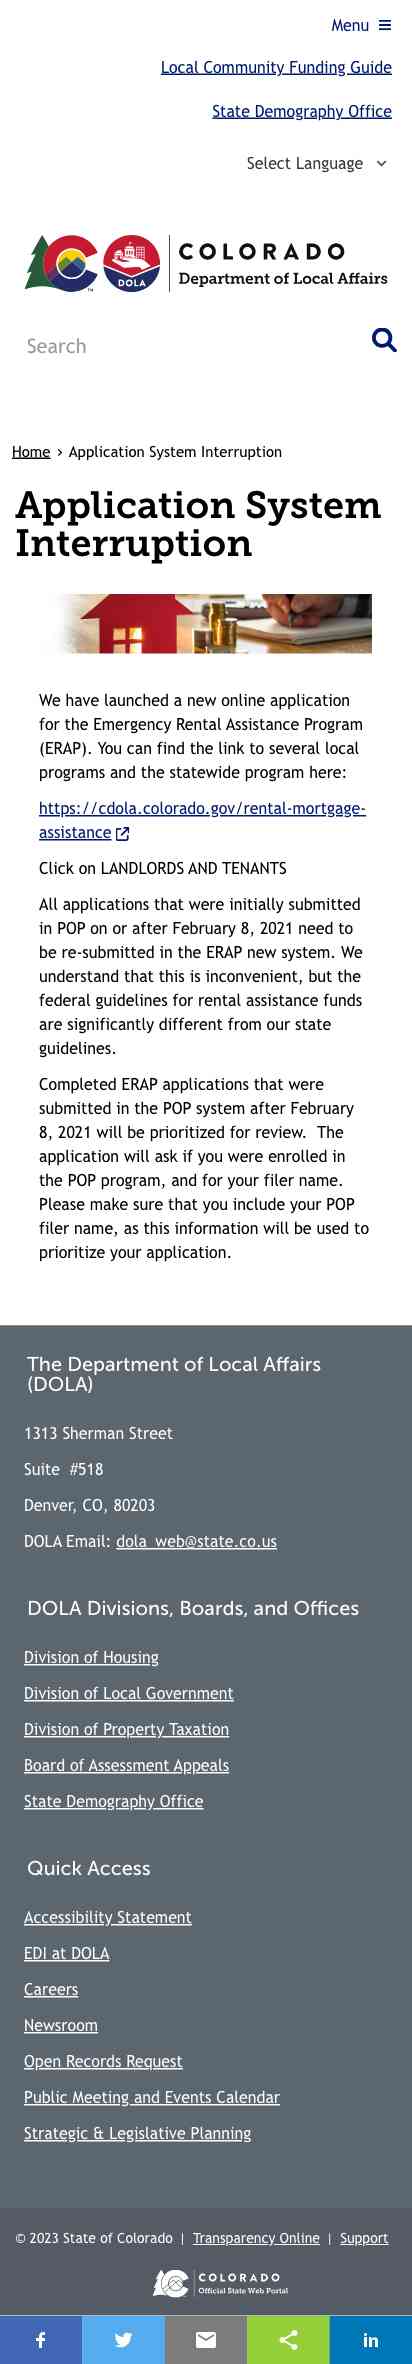 Menu
Local Community Funding Guide
State Demography Office
Select Language
TM
DOLA
COLORADO
Department of Local Affairs
Search
Home › Application System Interruption
Application System
Interruption
We have launched a new online application
for the Emergency Rental Assistance Program
(ERAP). You can find the link to several local
programs and the statewide program here:
https://cdola.colorado.gov/rental-mortgage-
assistance
Click on LANDLORDS AND TENANTS
All applications that were initially submitted
in POP on or after February 8, 2021 need to
be re-submitted in the ERAP new system. We
understand that this is inconvenient, but the
federal guidelines for rental assistance funds
are significantly different from our state
guidelines.
Completed ERAP applications that were
submitted in the POP system after February
8, 2021 will be prioritized for review.  The
application will ask if you were enrolled in
the POP program, and for your filer name.
Please make sure that you include your POP
filer name, as this information will be used to
prioritize your application.
The Department of Local Affairs
(DOLA)
1313 Sherman Street
Suite  #518
Denver, CO, 80203
DOLA Email: dola_web@state.co.us
DOLA Divisions, Boards, and Offices
Division of Housing
Division of Local Government
Division of Property Taxation
Board of Assessment Appeals
State Demography Office
Quick Access
Accessibility Statement
EDI at DOLA
Careers
Newsroom
Open Records Request
Public Meeting and Events Calendar
Strategic & Legislative Planning
© 2023 State of Colorado | Transparency Online | Support
COLORADO
Official State Web Portal